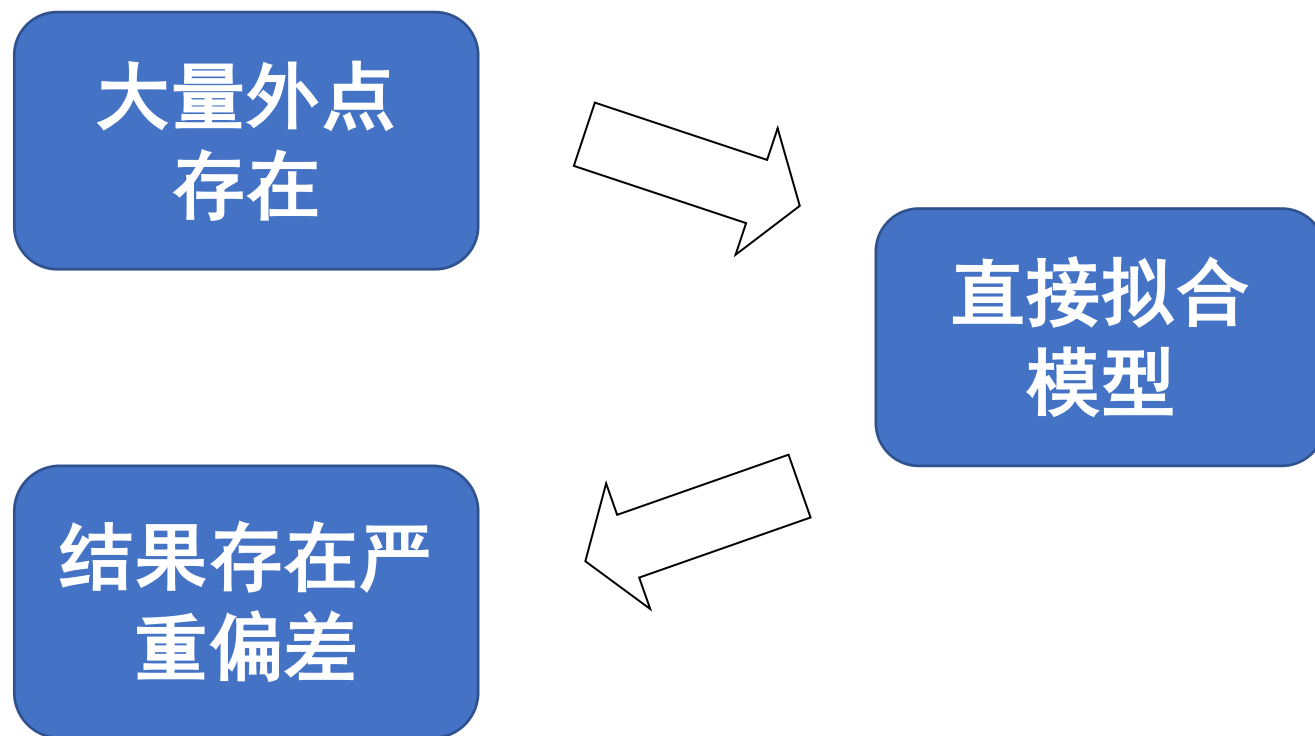 大量外点
存在
直接拟合
模型
结果存在严
重偏差